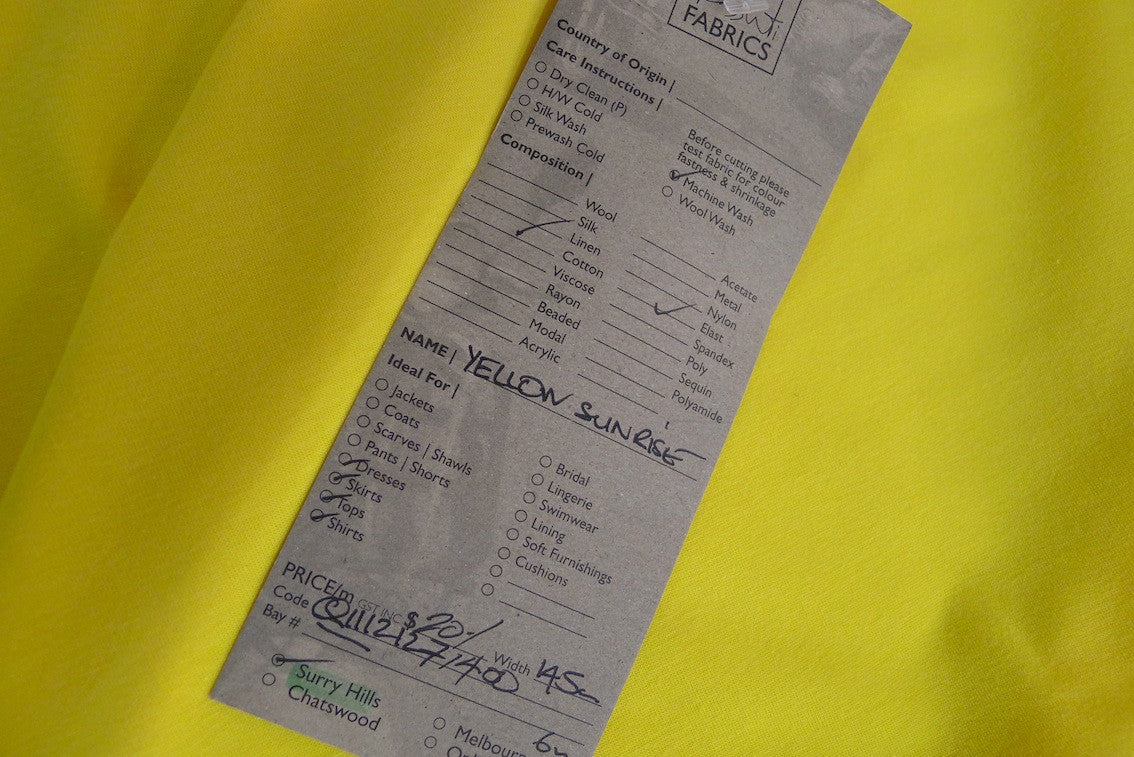 FABRICS
Country of Origin |
Care Instructions |
Dry Clean (P)
H/W Cold
Silk Wash
Prewash Cold
Before cutting please
test fabric for colour
fastness & shrinkage
Machine Wash
Wool Wash
Composition |
Wool
Silk
Linen
Cotton
Viscose
Rayon
Beaded
Modal
Acrylic
Acetate
Metal
Nylon
Elast
Spandex
Poly
Sequin
Polyamide
NAME | YELLOW SUNRISE
Ideal For |
Jackets
Coats
Scarves | Shawls
Pants | Shorts
Dresses
Skirts
Tops
Shirts
Bridal
Lingerie
Swimwear
Lining
Soft Furnishings
Cushions
PRICE/m GST INC $20-/
Width 145c
Code
Bay #
Surry Hills
Chatswood